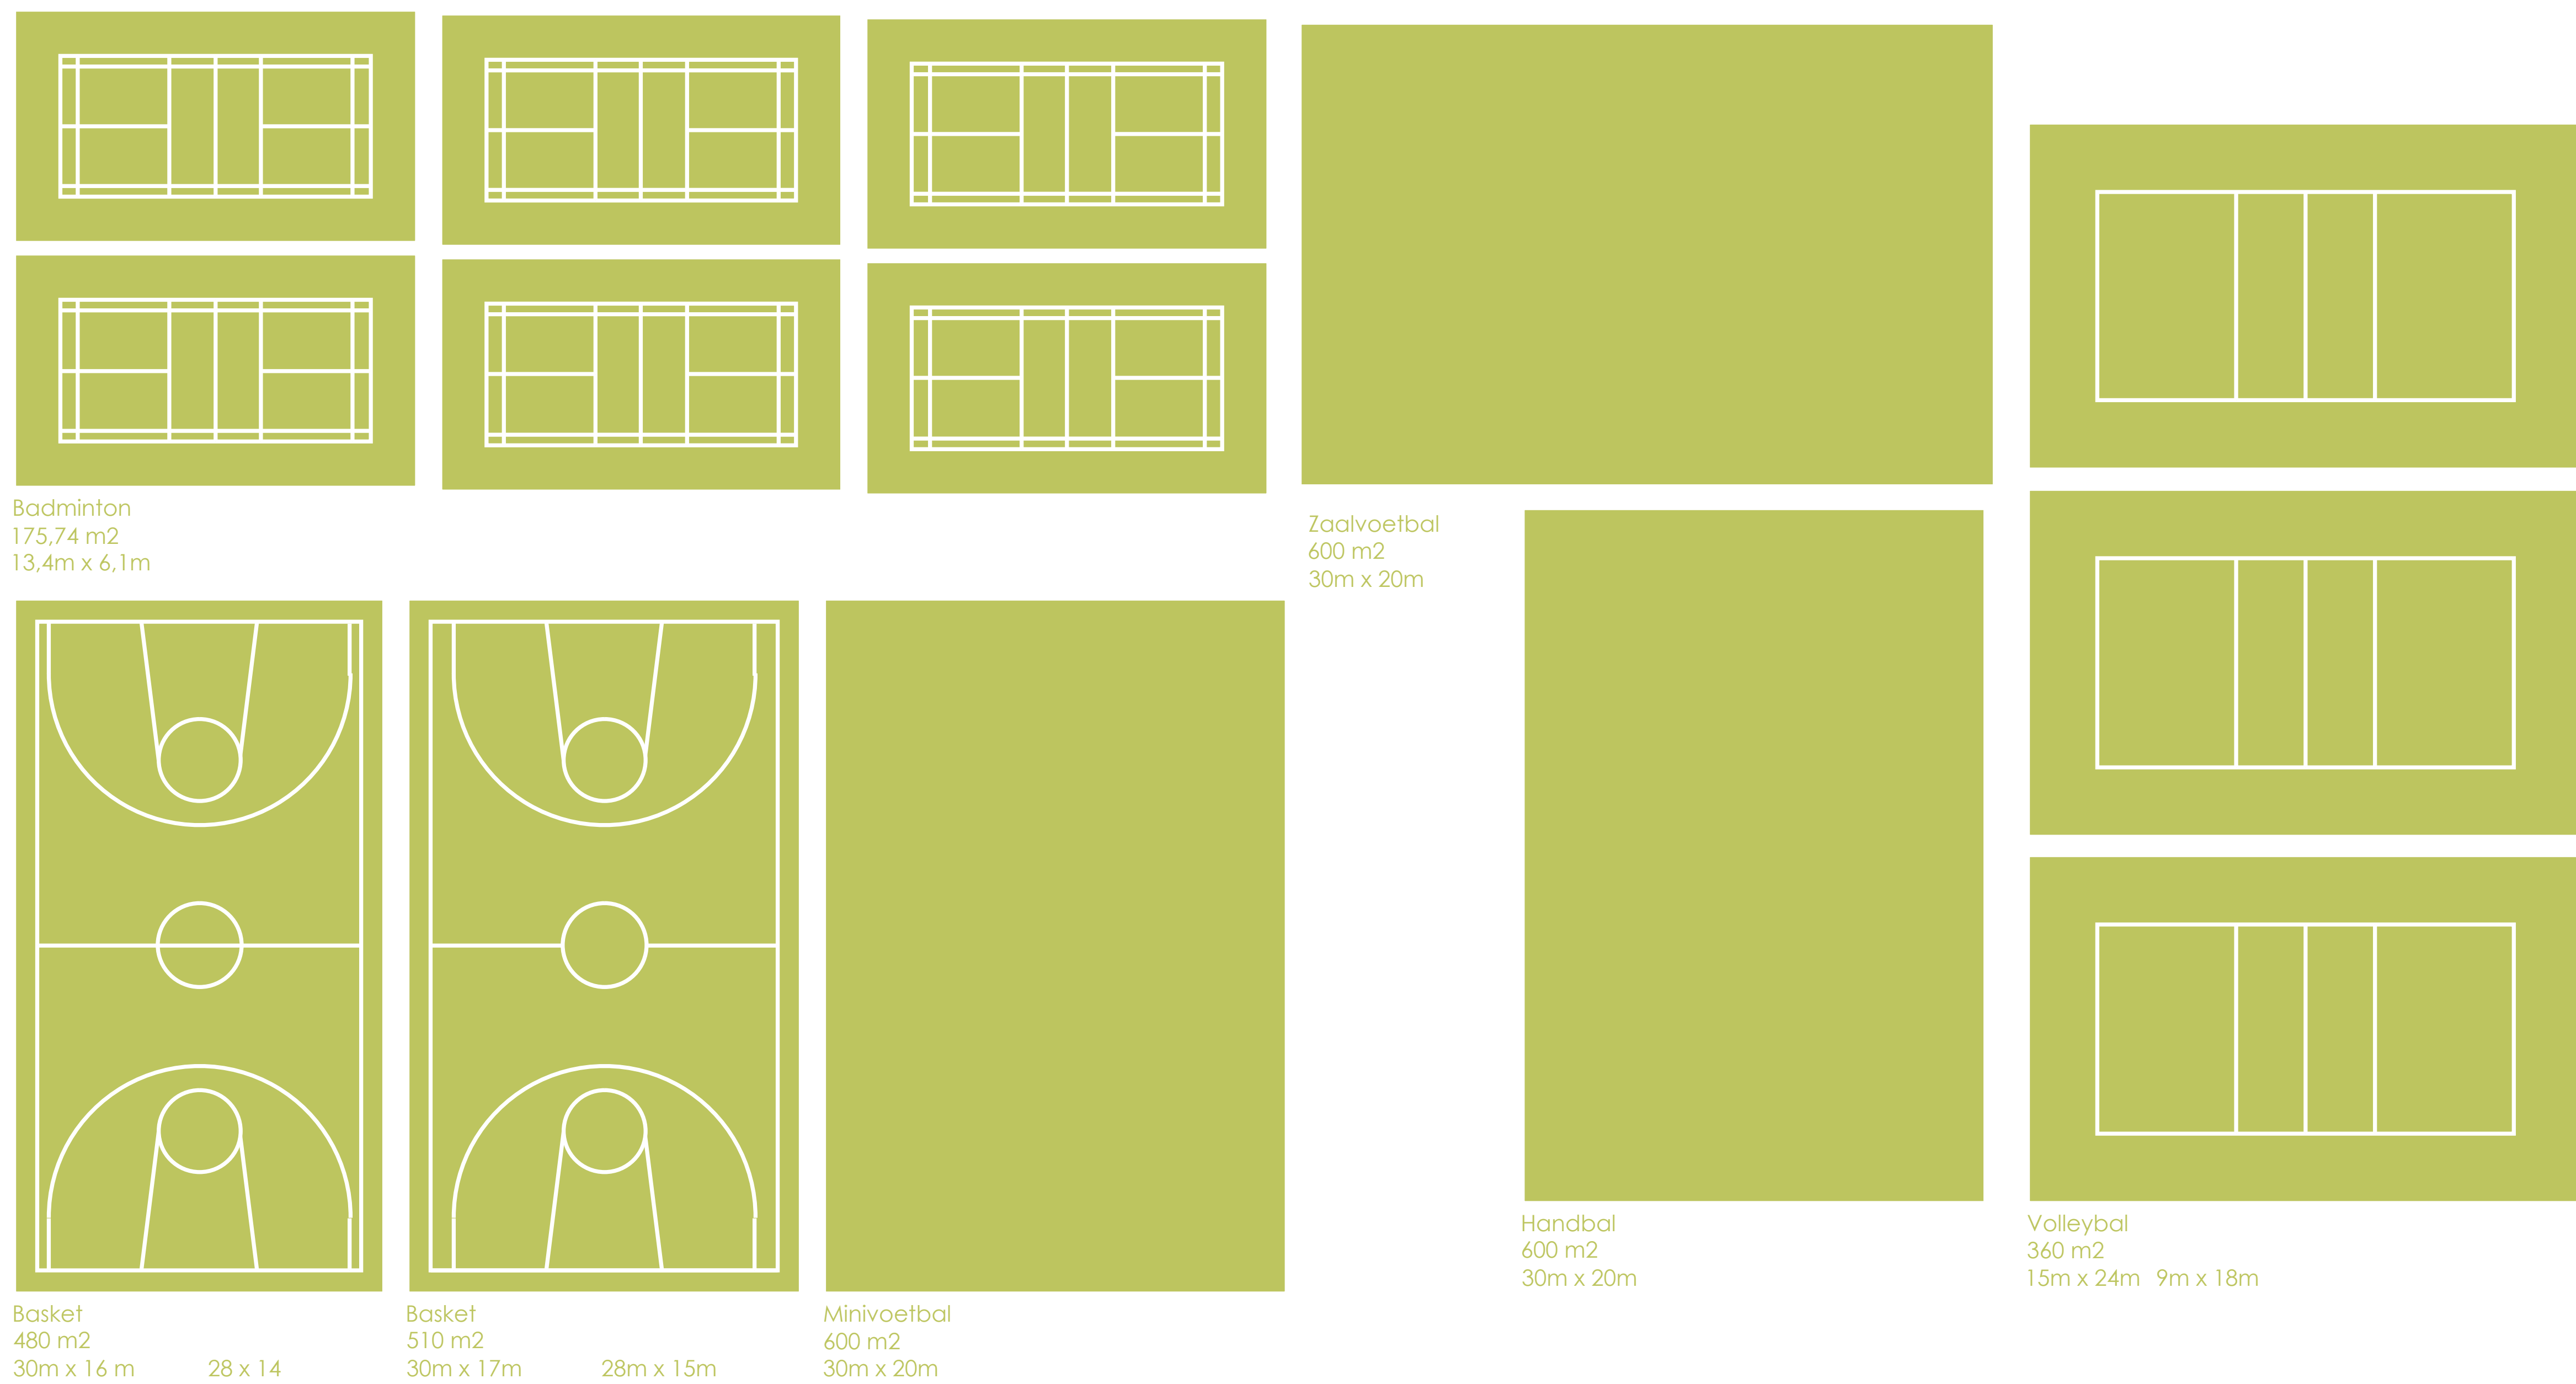 Badminton
175,74 m2
13,4m x 6,1m
Zaalvoetbal
600 m2
30m x 20m
Basket
480 m2
30m x 16 m 28 x 14
Basket
510 m2
30m x 17m 28m x 15m
Minivoetbal
600 m2
30m x 20m
Handbal
600 m2
30m x 20m
Volleybal
360 m2
15m x 24m 9m x 18m